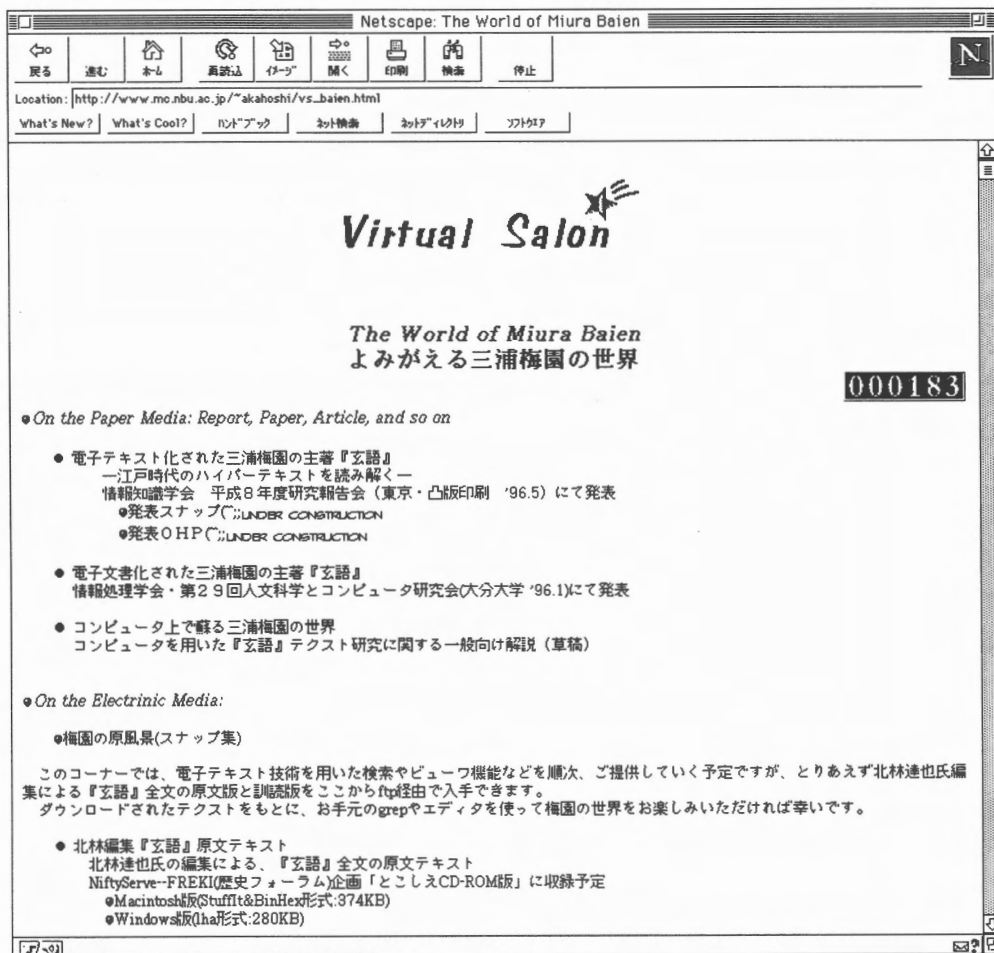 Netscape: The World of Miura Baien
戻る 進む ホーム 再読込 イメージ 開く 印刷 検索 停止
N
Location: http://www.mc.nbu.ac.jp/~akahoshi/vs_baien.html
What's New? What's Cool? ハンドブック ネット検索 ネットディレクトリ ソフトウエア
Virtual Salon
The World of Miura Baien
よみがえる三浦梅園の世界
000183
On the Paper Media: Report, Paper, Article, and so on
● 電子テキスト化された三浦梅園の主著『玄語』
―江戸時代のハイパーテキストを読み解く―
情報知識学会 平成8年度研究報告会(東京・凸版印刷 '96.5)にて発表
発表スナップ(^^;;UNDER CONSTRUCTION
発表OHP(^^;;UNDER CONSTRUCTION
● 電子文書化された三浦梅園の主著『玄語』
情報処理学会・第29回人文科学とコンピュータ研究会(大分大学 '96.1)にて発表
● コンピュータ上で蘇る三浦梅園の世界
コンピュータを用いた『玄語』テクスト研究に関する一般向け解説(草稿)
On the Electrinic Media:
梅園の原風景(スナップ集)
このコーナーでは、電子テキスト技術を用いた検索やビューワ機能などを順次、ご提供していく予定ですが、とりあえず北林達也氏編
集による『玄語』全文の原文版と訓読版をここからftp経由で入手できます。
ダウンロードされたテクストをもとに、お手元のgrepやエディタを使って梅園の世界をお楽しみいただければ幸いです。
● 北林編集『玄語』原文テキスト
北林達也氏の編集による、『玄語』全文の原文テキスト
NiftyServe--FREKI(歴史フォーラム)企画「とこしえCD-ROM版」に収録予定
Macintosh版(StuffIt&BinHex形式:374KB)
Windows版(lha形式:280KB)